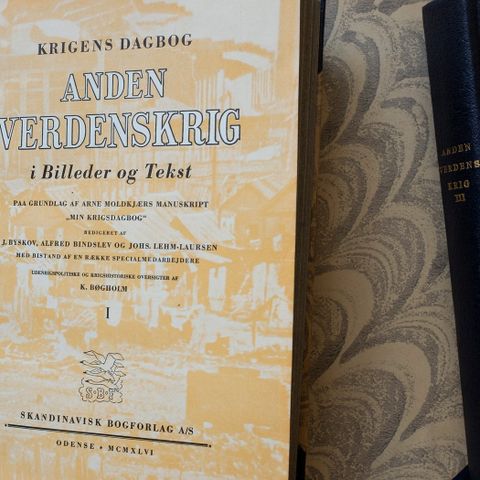 KRIGENS DAGBOG
ANDEN
VERDENSKRIG
i Billeder og Tekst
PAA GRUNDLAG AF ARNE MOLDKJÆRS MANUSKRIPT
„MIN KRIGSDAGBOG"
REDIGERET AF
J. BYSKOV, ALFRED BINDSLEV OG JOHS. LEHM-LAURSEN
MED BISTAND AF EN RÆKKE SPECIALMEDARBEJDERE
UDENRIGSPOLITISKE OG KRIGSHISTORISKE OVERSIGTER AF
K. BØGHOLM
I
S·B·F
SKANDINAVISK BOGFORLAG A/S
ODENSE • MCMXLVI
ANDEN
VERDENS
KRIG
III